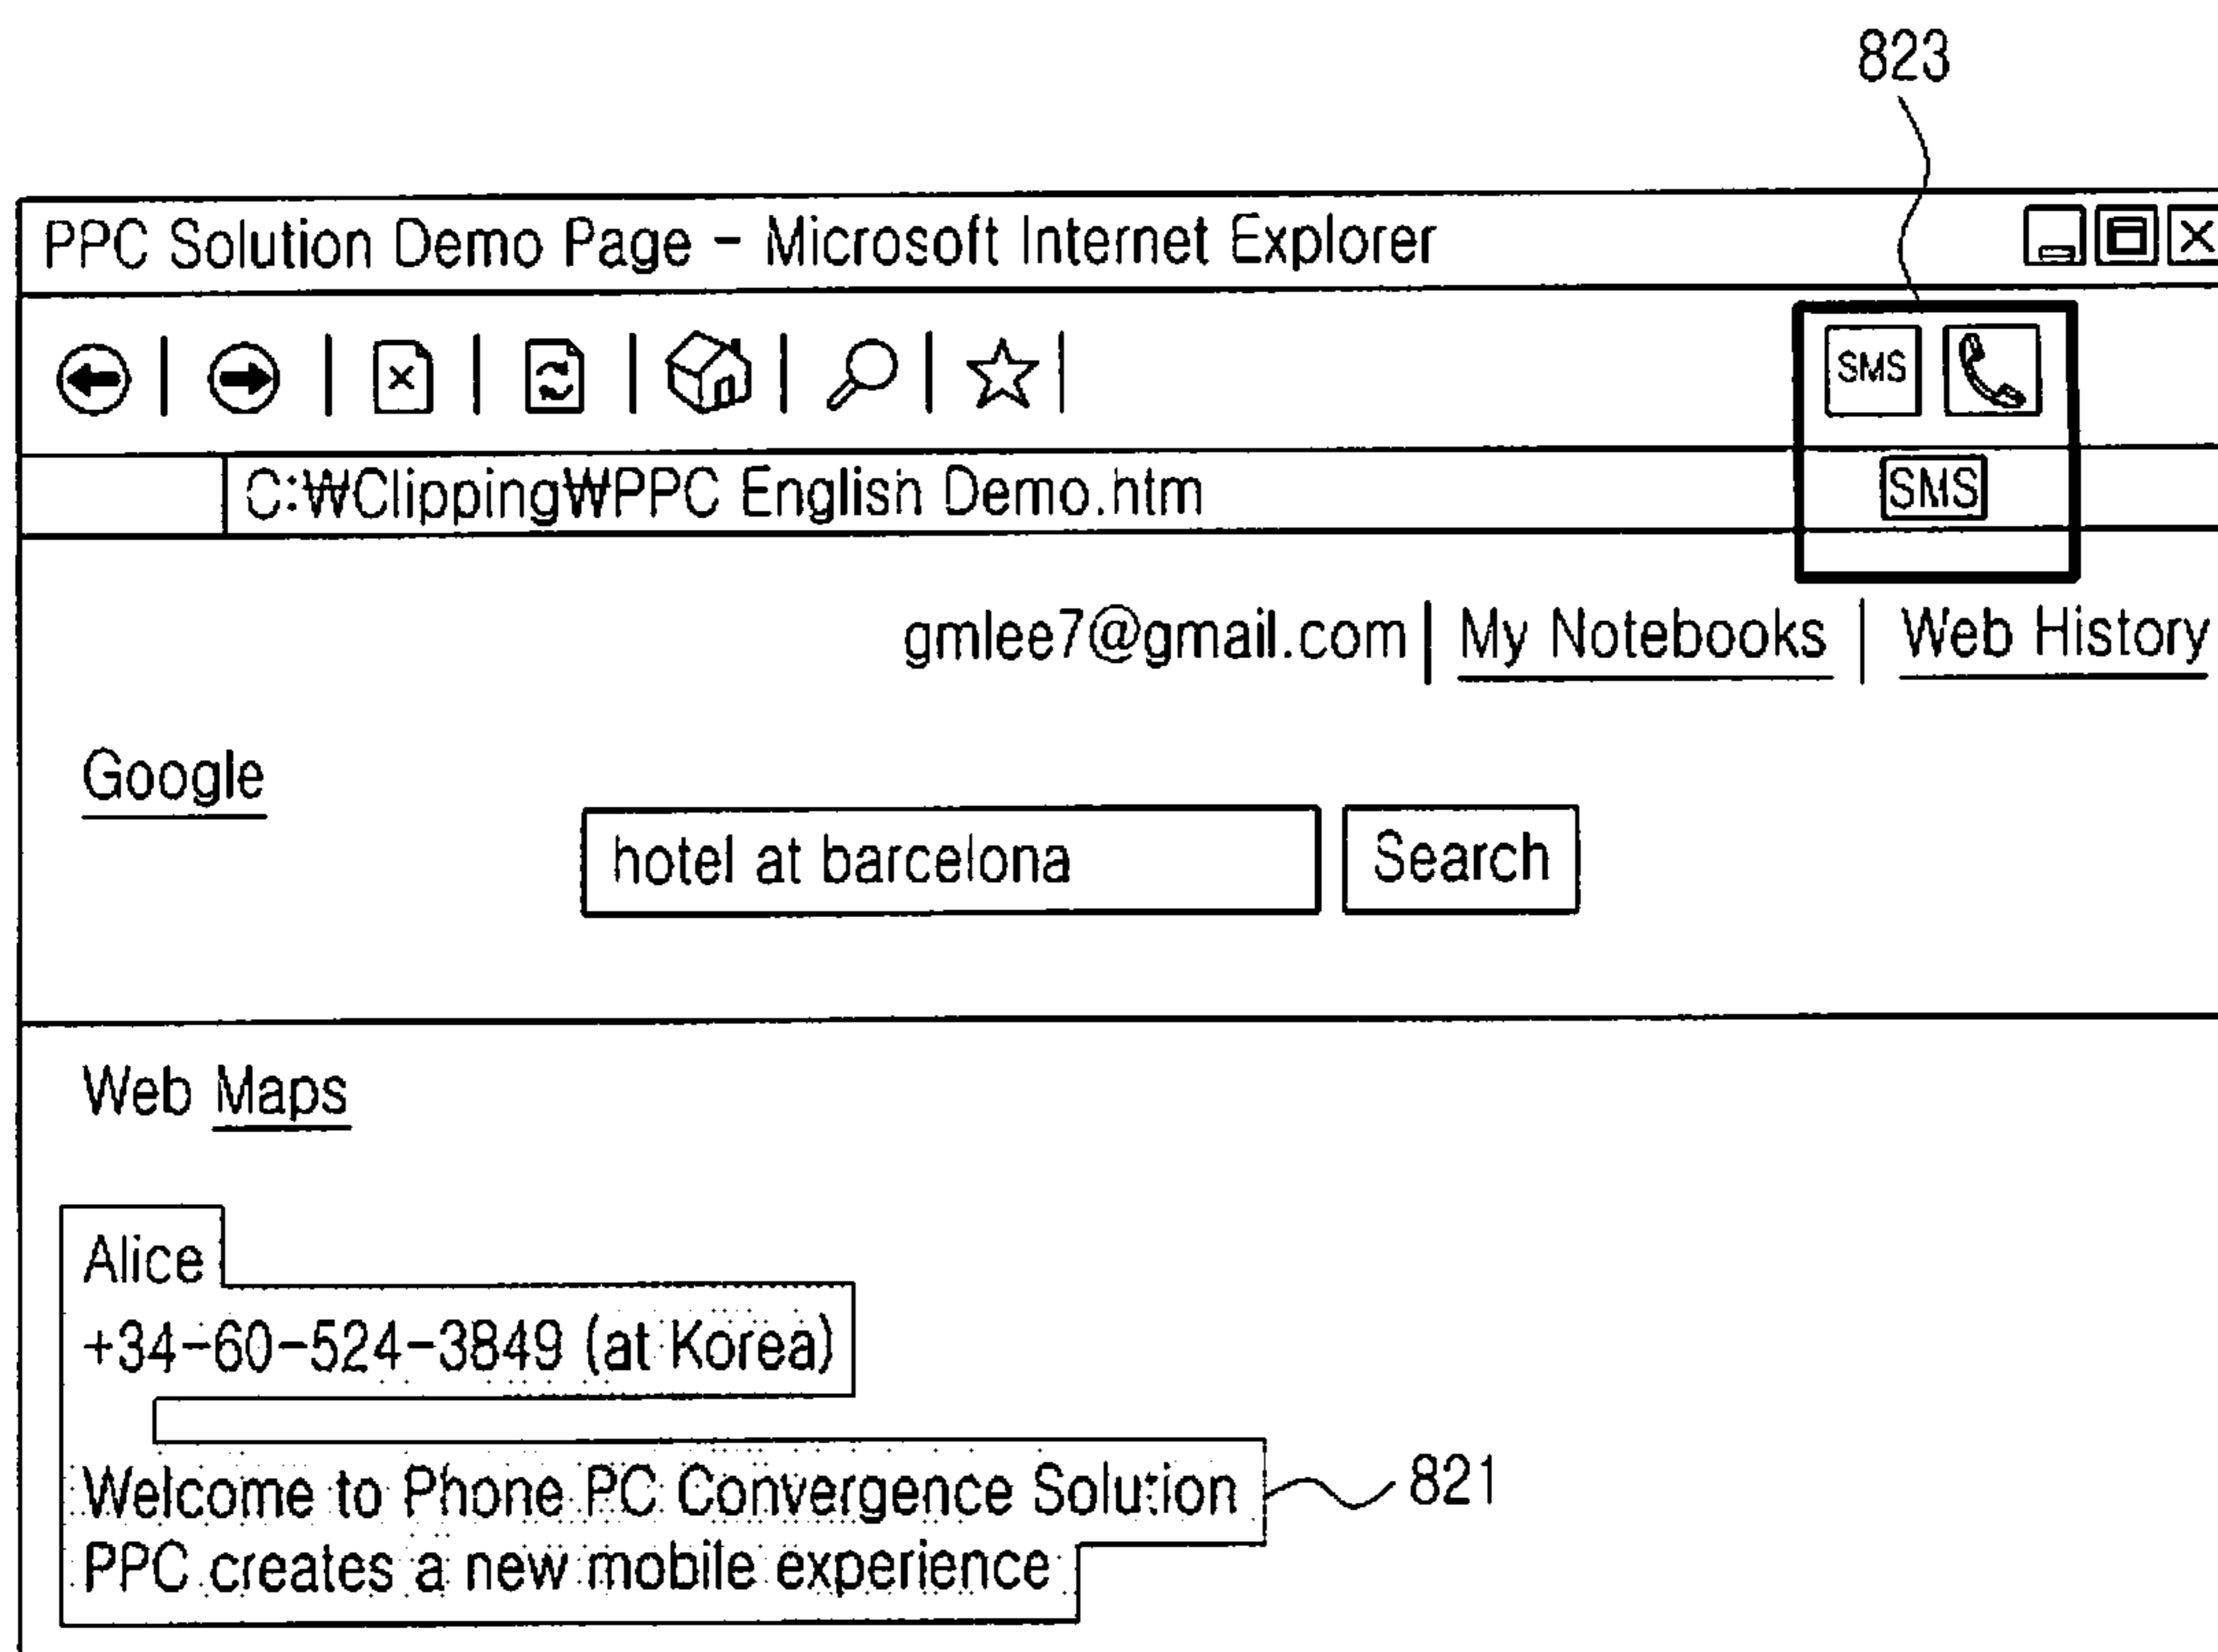 823
PPC Solution Demo Page - Microsoft Internet Explorer
SMS
C:₩Clipping₩PPC English Demo.htm
SMS
gmlee7@gmail.com | My Notebooks | Web History
Google
hotel at barcelona
Search
Web Maps
Alice
+34-60-524-3849 (at Korea)
Welcome to Phone PC Convergence Solution
821
PPC creates a new mobile experience